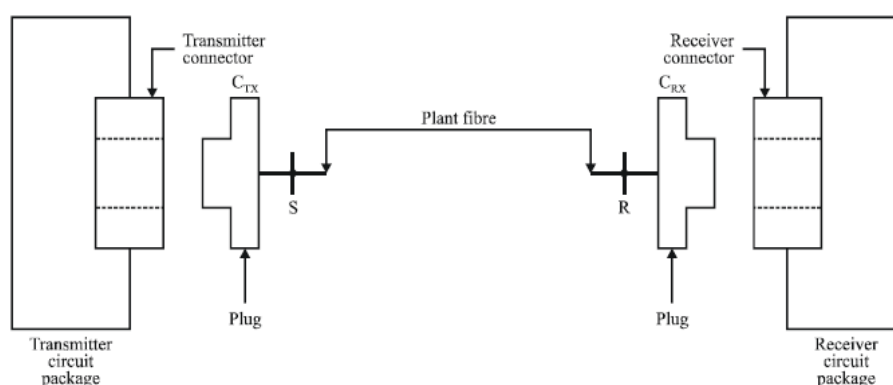 Transmitter
connector
C_TX
Plant fibre
Receiver
connector
C_RX
S
R
Plug
Plug
Transmitter
circuit
package
Receiver
circuit
package